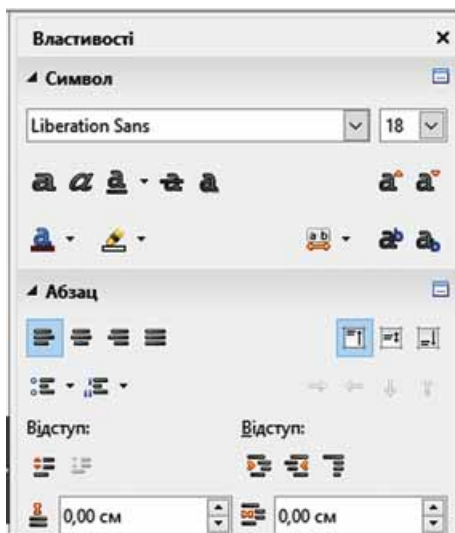 Властивості
Символ
Liberation Sans 18
Абзац
Відступ: Відступ:
0,00 см 0,00 см